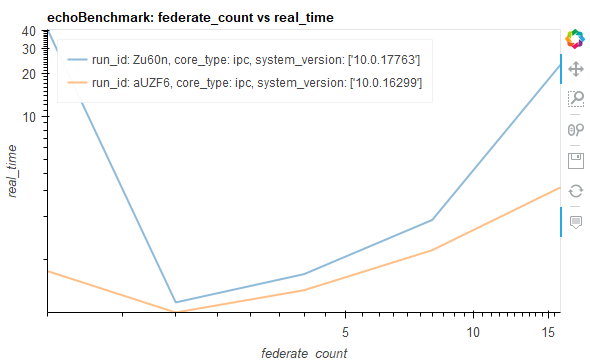 echoBenchmark: federate_count vs real_time
40
30
20
10
run_id: Zu60n, core_type: ipc, system_version: ['10.0.17763']
run_id: aUZF6, core_type: ipc, system_version: ['10.0.16299']
real_time
5
10
15
federate_count